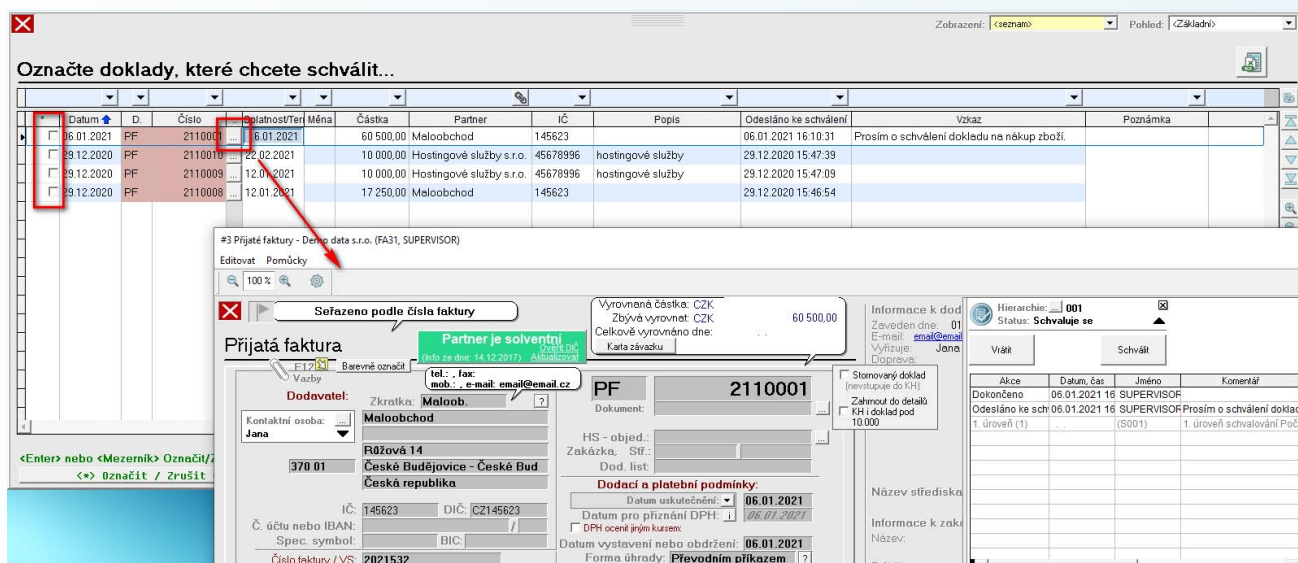 Zobrazení: <seznam> Pohled: <Základní>
Označte doklady, které chcete schválit...
* Datum D. Číslo .. Splatnost/Teri Měna Částka Partner IČ Popis Odesláno ke schválení Vzkaz Poznámka
06.01.2021 PF 2110001 ... 6.01.2021 60 500,00 Maloobchod 145623 06.01.2021 16:10:31 Prosím o schválení dokladu na nákup zboží.
29.12.2020 PF 2110010 ... 22.02.2021 10 000,00 Hostingové služby s.r.o. 45678996 hostingové služby 29.12.2020 15:47:39
29.12.2020 PF 2110009 ... 12.01.2021 10 000,00 Hostingové služby s.r.o. 45678996 hostingové služby 29.12.2020 15:47:09
29.12.2020 PF 2110008 ... 12.01.2021 17 250,00 Maloobchod 145623 29.12.2020 15:46:54
<Enter> nebo <Mezerník> Označit/Z
<*> Označit / Zrušit
#3 Přijaté faktury - Demo data s.r.o. (FA31, SUPERVISOR)
Editovat Pomůcky
100 %
Seřazeno podle čísla faktury
Přijatá faktura
Partner je solventní
(Info ze dne: 14.12.2017) Ověřit DIČ Aktualizovat
Vyrovnaná částka: CZK
Zbývá vyrovnat: CZK 60 500,00
Celkově vyrovnáno dne: . .
Karta závazku
F12 Barevně označit
Vazby
tel.: , fax:
mob.: , e-mail: email@email.cz
Dodavatel: Zkratka: Maloob. ?
Kontaktní osoba: ... Maloobchod
Jana
Růžová 14
370 01 České Budějovice - České Bud
Česká republika
IČ: 145623 DIČ: CZ145623
Č. účtu nebo IBAN: /
Spec. symbol: BIC:
Číslo faktury / VS: 2021532
PF 2110001
Dokument: ...
HS - objed.: ...
Zakázka, Stř.:
Dod. list:
Dodací a platební podmínky:
Datum uskutečnění: 06.01.2021
Datum pro přiznání DPH: i 06.01.2021
DPH ocenit jiným kursem:
Datum vystavení nebo obdržení: 06.01.2021
Forma úhrady: Převodním příkazem ?
Informace k dod
Zaveden dne: 01
E-mail: email@email
Vyřizuje: Jana
Doprava:
Stornovaný doklad
(nevstupuje do KH)
Zahrnout do detailů
KH i doklad pod
10.000
Název střediska
Informace k zaká
Název:
Hierarchie: ... 001
Status: Schvaluje se
Vrátit Schválit
Akce Datum, čas Jméno Komentář
Dokončeno 06.01.2021 16 SUPERVISOR
Odesláno ke sch 06.01.2021 16 SUPERVISOR Prosím o schválení doklad
1. úroveň (1) . . (S001) 1. úroveň schvalování Poč